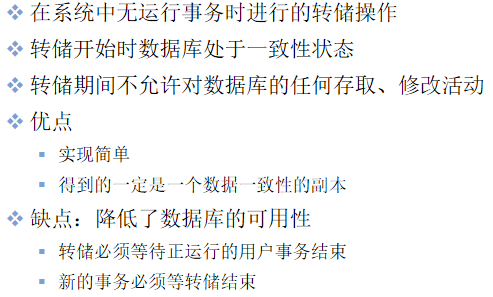 在系统中无运行事务时进行的转储操作
转储开始时数据库处于一致性状态
转储期间不允许对数据库的任何存取、修改活动
优点
实现简单
得到的一定是一个数据一致性的副本
缺点：降低了数据库的可用性
转储必须等待正运行的用户事务结束
新的事务必须等转储结束